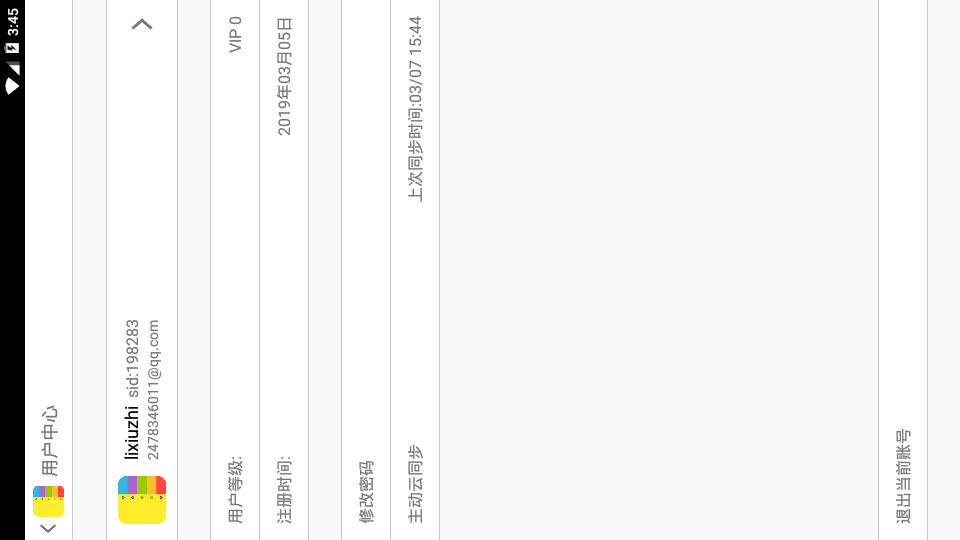 3:45
用户中心
lixiuzhi sid:198283
2478346011@qq.com
用户等级: VIP 0
注册时间: 2019年03月05日
修改密码
主动云同步 上次同步时间:03/07 15:44
退出当前账号